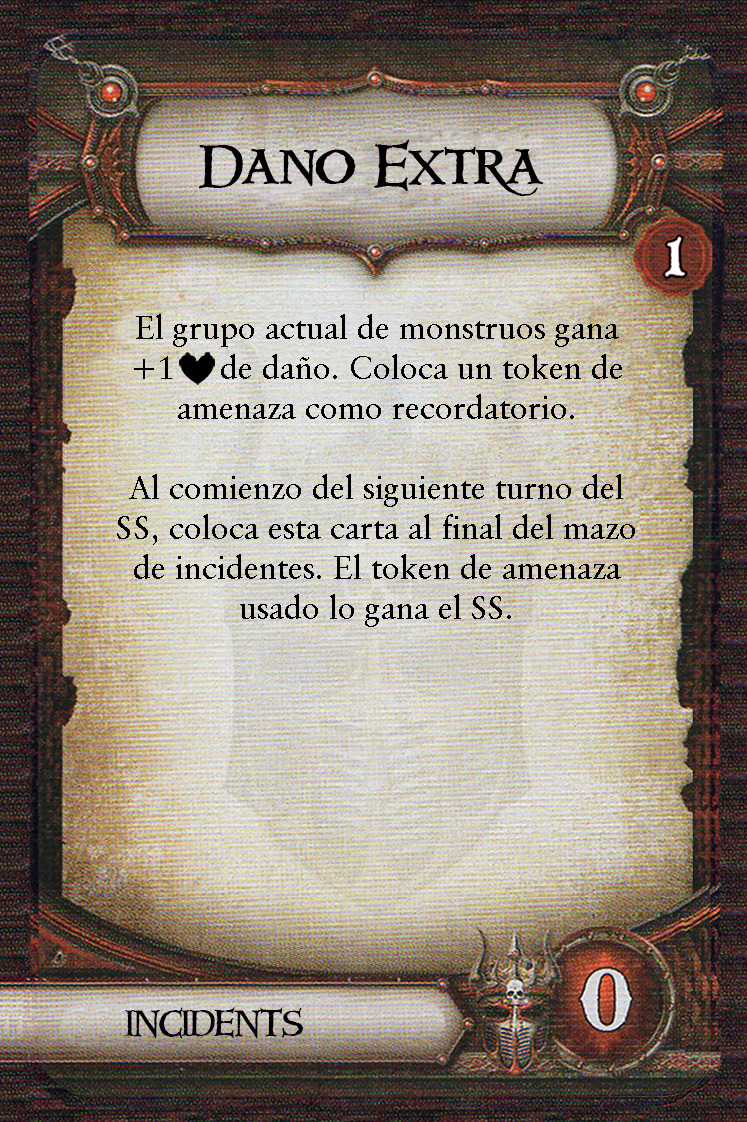 Dano Extra
1
El grupo actual de monstruos gana
+1♥de daño. Coloca un token de
amenaza como recordatorio.
Al comienzo del siguiente turno del
SS, coloca esta carta al final del mazo
de incidentes. El token de amenaza
usado lo gana el SS.
INCIDENTS
0